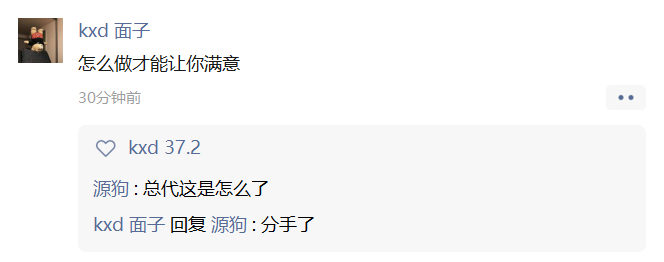 kxd 面子
怎么做才能让你满意
30分钟前
kxd 37.2
源狗 : 总代这是怎么了
kxd 面子 回复 源狗 : 分手了